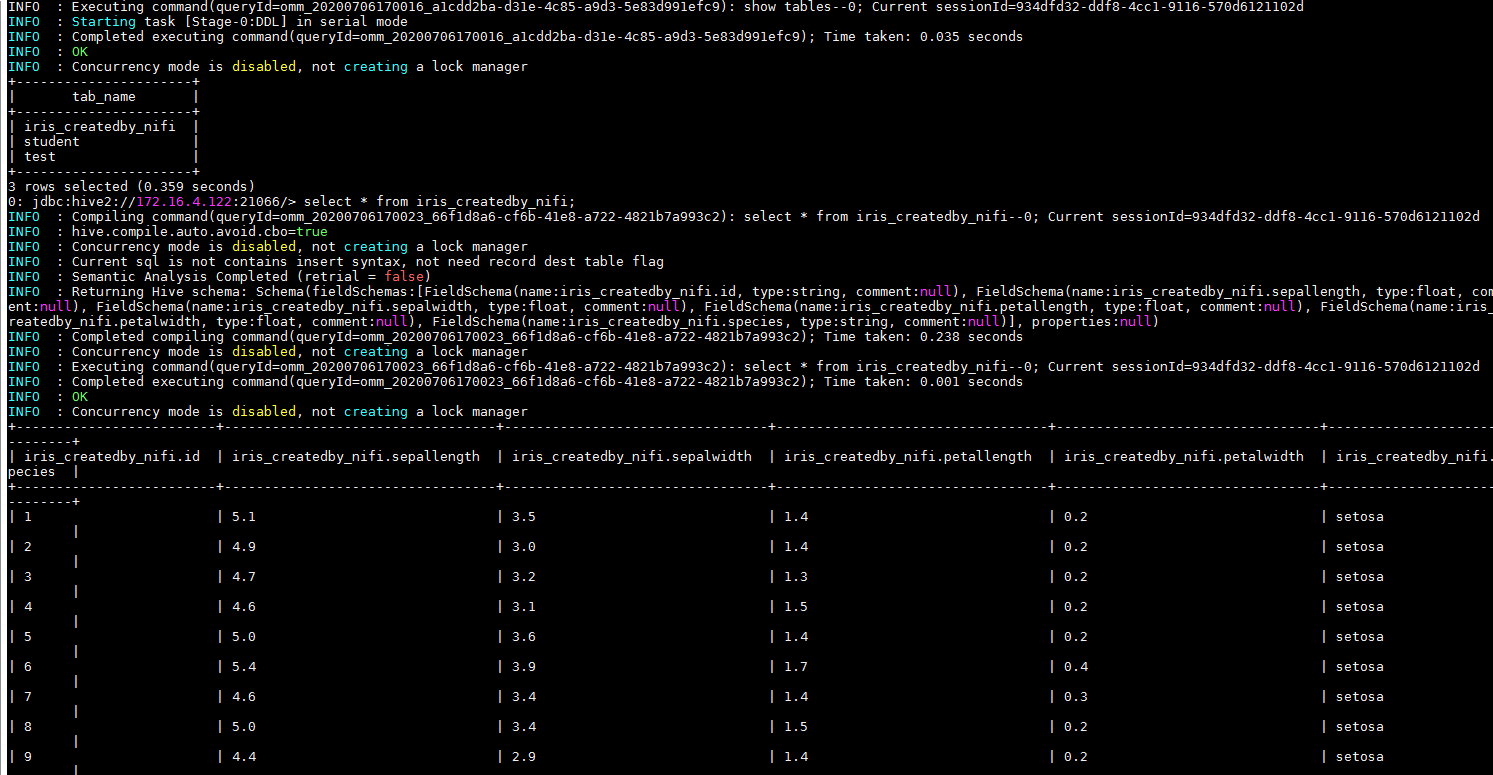 INFO  : Executing command(queryId=omm_20200706170016_a1cdd2ba-d31e-4c85-a9d3-5e83d991efc9): show tables--0; Current sessionId=934dfd32-ddf8-4cc1-9116-570d6121102d
INFO  : Starting task [Stage-0:DDL] in serial mode
INFO  : Completed executing command(queryId=omm_20200706170016_a1cdd2ba-d31e-4c85-a9d3-5e83d991efc9); Time taken: 0.035 seconds
INFO  : OK
INFO  : Concurrency mode is disabled, not creating a lock manager
+----------------------+
|       tab_name       |
+----------------------+
| iris_createdby_nifi  |
| student              |
| test                 |
+----------------------+
3 rows selected (0.359 seconds)
0: jdbc:hive2://172.16.4.122:21066/> select * from iris_createdby_nifi;
INFO  : Compiling command(queryId=omm_20200706170023_66f1d8a6-cf6b-41e8-a722-4821b7a993c2): select * from iris_createdby_nifi--0; Current sessionId=934dfd32-ddf8-4cc1-9116-570d6121102d
INFO  : hive.compile.auto.avoid.cbo=true
INFO  : Concurrency mode is disabled, not creating a lock manager
INFO  : Current sql is not contains insert syntax, not need record dest table flag
INFO  : Semantic Analysis Completed (retrial = false)
INFO  : Returning Hive schema: Schema(fieldSchemas:[FieldSchema(name:iris_createdby_nifi.id, type:string, comment:null), FieldSchema(name:iris_createdby_nifi.sepallength, type:float, com
ent:null), FieldSchema(name:iris_createdby_nifi.sepalwidth, type:float, comment:null), FieldSchema(name:iris_createdby_nifi.petallength, type:float, comment:null), FieldSchema(name:iris_
reatedby_nifi.petalwidth, type:float, comment:null), FieldSchema(name:iris_createdby_nifi.species, type:string, comment:null)], properties:null)
INFO  : Completed compiling command(queryId=omm_20200706170023_66f1d8a6-cf6b-41e8-a722-4821b7a993c2); Time taken: 0.238 seconds
INFO  : Concurrency mode is disabled, not creating a lock manager
INFO  : Executing command(queryId=omm_20200706170023_66f1d8a6-cf6b-41e8-a722-4821b7a993c2): select * from iris_createdby_nifi--0; Current sessionId=934dfd32-ddf8-4cc1-9116-570d6121102d
INFO  : Completed executing command(queryId=omm_20200706170023_66f1d8a6-cf6b-41e8-a722-4821b7a993c2); Time taken: 0.001 seconds
INFO  : OK
INFO  : Concurrency mode is disabled, not creating a lock manager
+-------------------------+----------------------------------+---------------------------------+----------------------------------+---------------------------------+---------------------
--------+
| iris_createdby_nifi.id  | iris_createdby_nifi.sepallength  | iris_createdby_nifi.sepalwidth  | iris_createdby_nifi.petallength  | iris_createdby_nifi.petalwidth  | iris_createdby_nifi.
pecies  |
+-------------------------+----------------------------------+---------------------------------+----------------------------------+---------------------------------+---------------------
--------+
| 1                       | 5.1                              | 3.5                             | 1.4                              | 0.2                             | setosa
        |
| 2                       | 4.9                              | 3.0                             | 1.4                              | 0.2                             | setosa
        |
| 3                       | 4.7                              | 3.2                             | 1.3                              | 0.2                             | setosa
        |
| 4                       | 4.6                              | 3.1                             | 1.5                              | 0.2                             | setosa
        |
| 5                       | 5.0                              | 3.6                             | 1.4                              | 0.2                             | setosa
        |
| 6                       | 5.4                              | 3.9                             | 1.7                              | 0.4                             | setosa
        |
| 7                       | 4.6                              | 3.4                             | 1.4                              | 0.3                             | setosa
        |
| 8                       | 5.0                              | 3.4                             | 1.5                              | 0.2                             | setosa
        |
| 9                       | 4.4                              | 2.9                             | 1.4                              | 0.2                             | setosa
        |